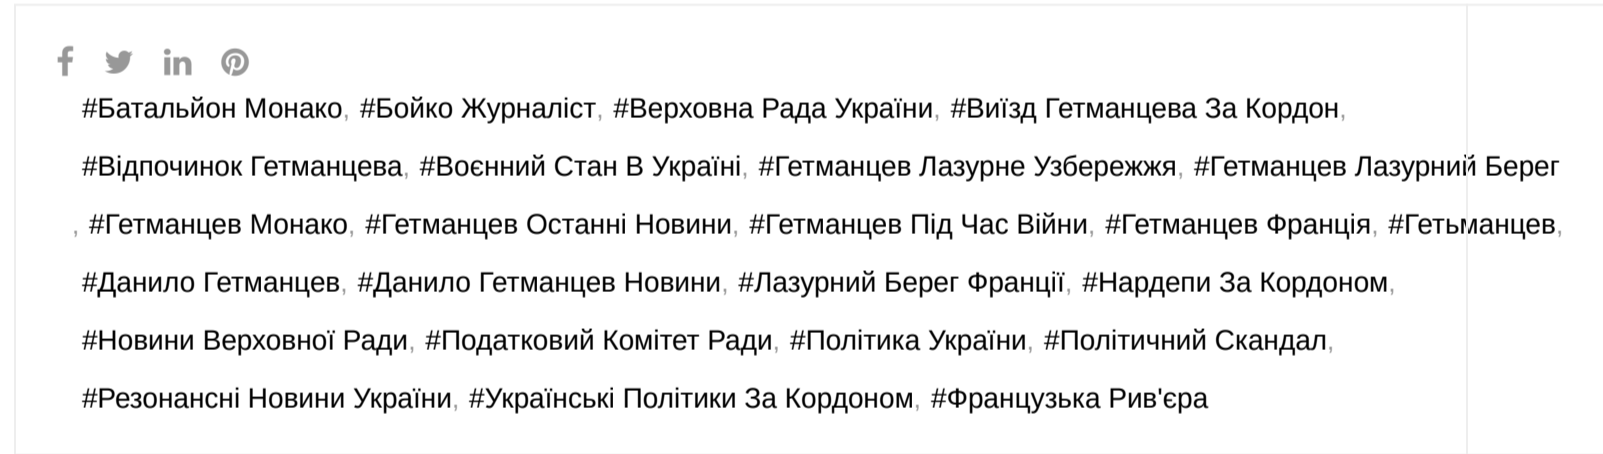 #Батальйон Монако, #Бойко Журналіст, #Верховна Рада України, #Виїзд Гетманцева За Кордон,
#Відпочинок Гетманцева, #Воєнний Стан В Україні, #Гетманцев Лазурне Узбережжя, #Гетманцев Лазурний Берег
, #Гетманцев Монако, #Гетманцев Останні Новини, #Гетманцев Під Час Війни, #Гетманцев Франція, #Гетьманцев,
#Данило Гетманцев, #Данило Гетманцев Новини, #Лазурний Берег Франції, #Нардепи За Кордоном,
#Новини Верховної Ради, #Податковий Комітет Ради, #Політика України, #Політичний Скандал,
#Резонансні Новини України, #Українські Політики За Кордоном, #Французька Рив'єра